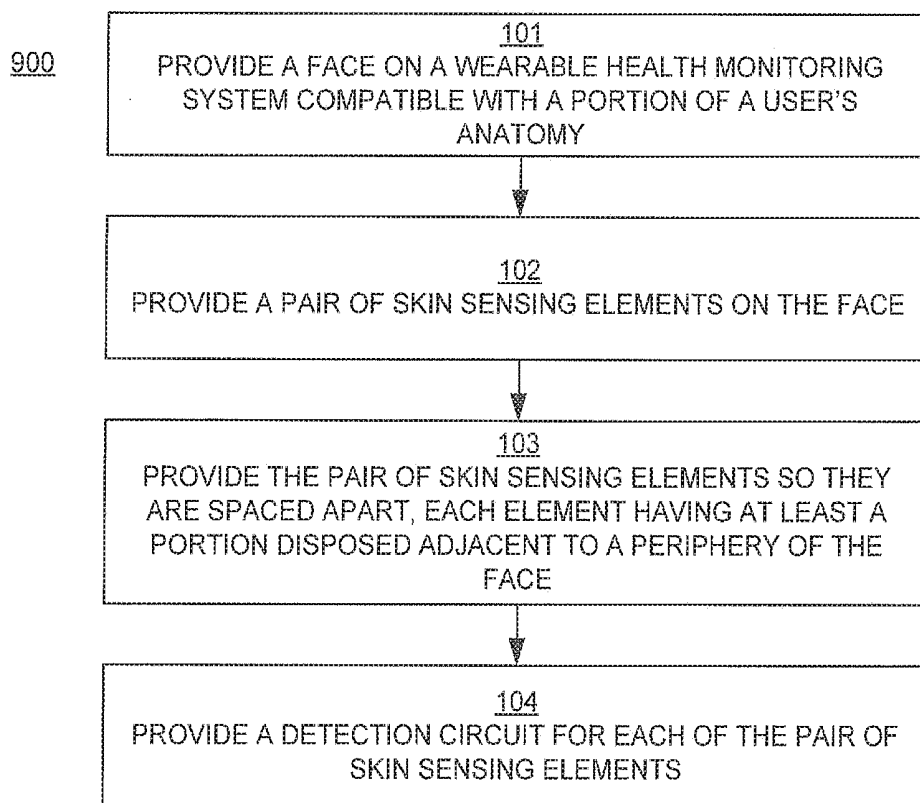 900
101
PROVIDE A FACE ON A WEARABLE HEALTH MONITORING
SYSTEM COMPATIBLE WITH A PORTION OF A USER'S
ANATOMY
102
PROVIDE A PAIR OF SKIN SENSING ELEMENTS ON THE FACE
103
PROVIDE THE PAIR OF SKIN SENSING ELEMENTS SO THEY
ARE SPACED APART, EACH ELEMENT HAVING AT LEAST A
PORTION DISPOSED ADJACENT TO A PERIPHERY OF THE
FACE
104
PROVIDE A DETECTION CIRCUIT FOR EACH OF THE PAIR OF
SKIN SENSING ELEMENTS